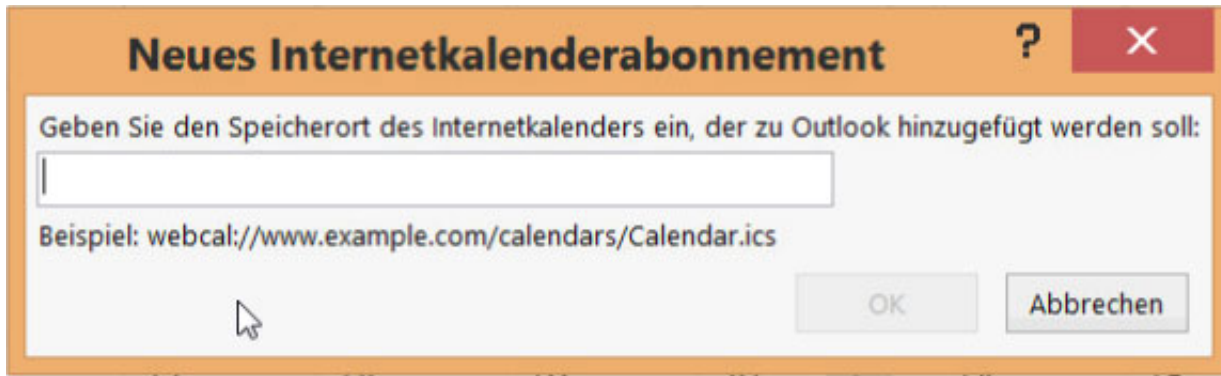 Neues Internetkalenderabonnement ?
Geben Sie den Speicherort des Internetkalenders ein, der zu Outlook hinzugefügt werden soll:
Beispiel: webcal://www.example.com/calendars/Calendar.ics
OK Abbrechen